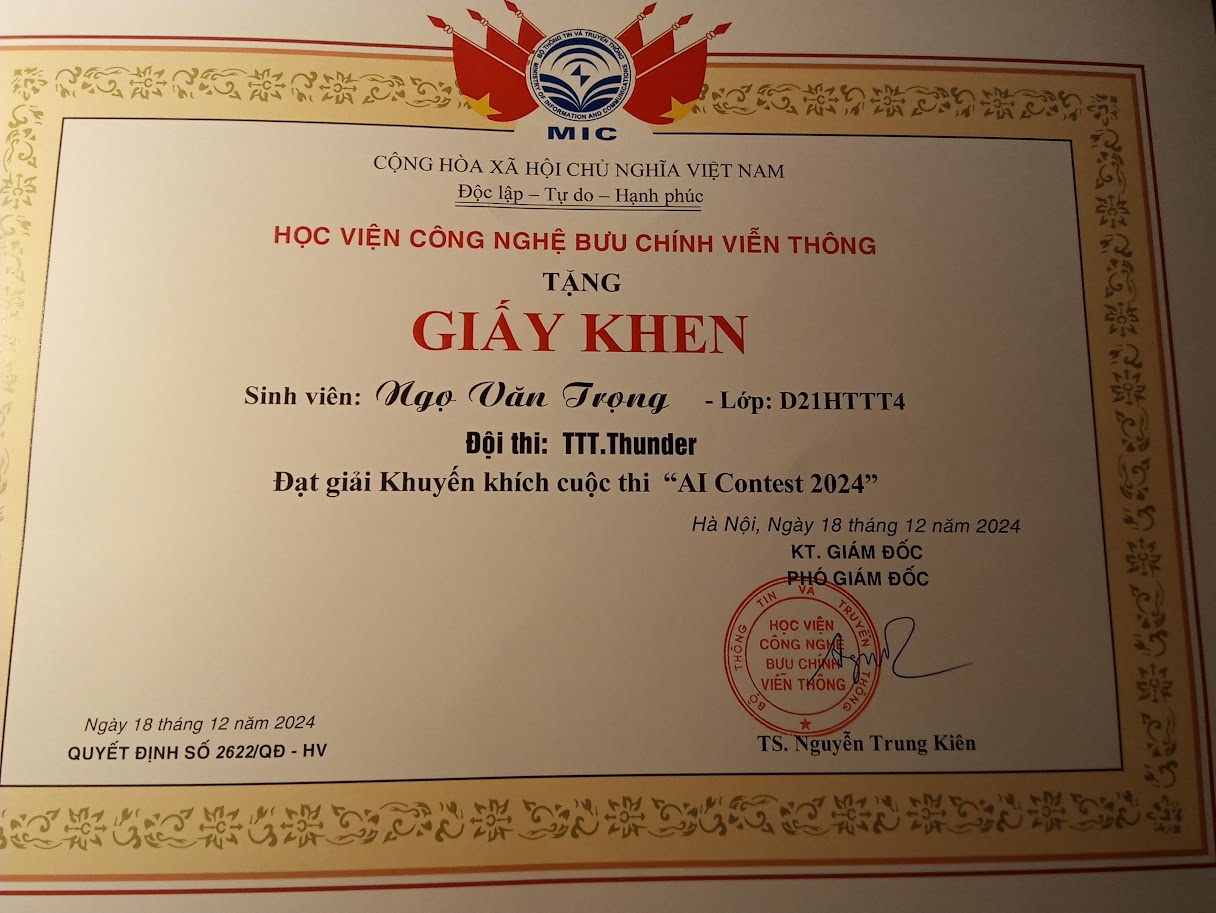 BỘ THÔNG TIN VÀ TRUYỀN THÔNG
MINISTRY OF INFORMATION AND COMMUNICATIONS
MIC
CỘNG HÒA XÃ HỘI CHỦ NGHĨA VIỆT NAM
Độc lập – Tự do – Hạnh phúc
HỌC VIỆN CÔNG NGHỆ BƯU CHÍNH VIỄN THÔNG
TẶNG
GIẤY KHEN
Sinh viên: Ngọ Văn Trọng - Lớp: D21HTTT4
Đội thi: TTT.Thunder
Đạt giải Khuyến khích cuộc thi “AI Contest 2024”
Hà Nội, Ngày 18 tháng 12 năm 2024
KT. GIÁM ĐỐC
PHÓ GIÁM ĐỐC
BỘ THÔNG TIN VÀ TRUYỀN THÔNG
HỌC VIỆN
CÔNG NGHỆ
BƯU CHÍNH
VIỄN THÔNG
TS. Nguyễn Trung Kiên
Ngày 18 tháng 12 năm 2024
QUYẾT ĐỊNH SỐ 2622/QĐ - HV